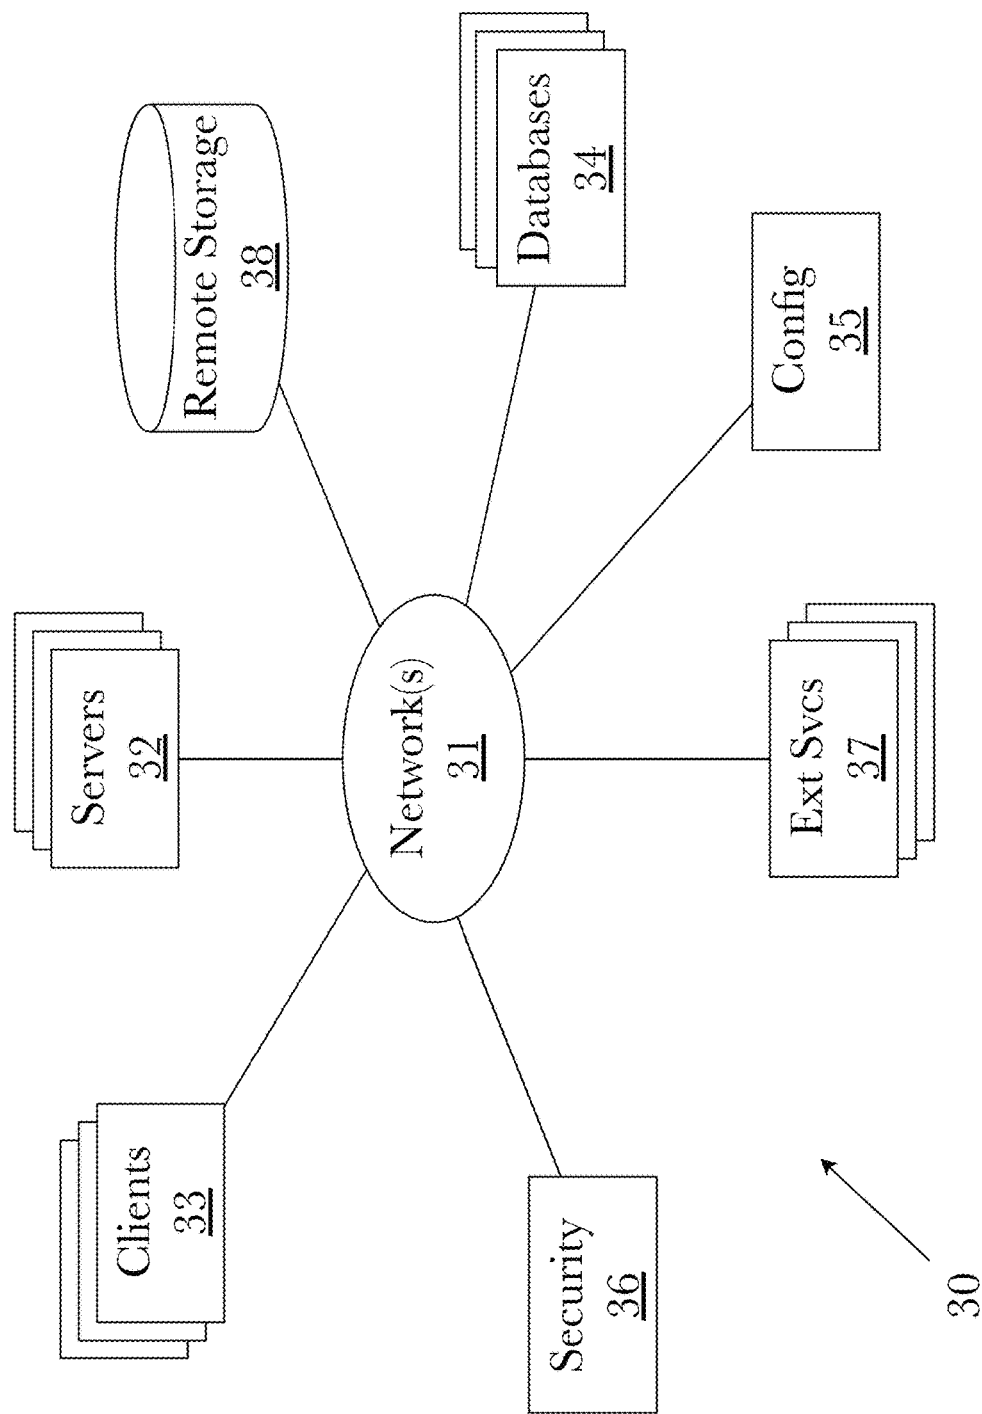 Clients
33
Servers
32
Remote Storage
38
Network(s)
31
Databases
34
Security
36
Ext Svcs
37
Config
35
30